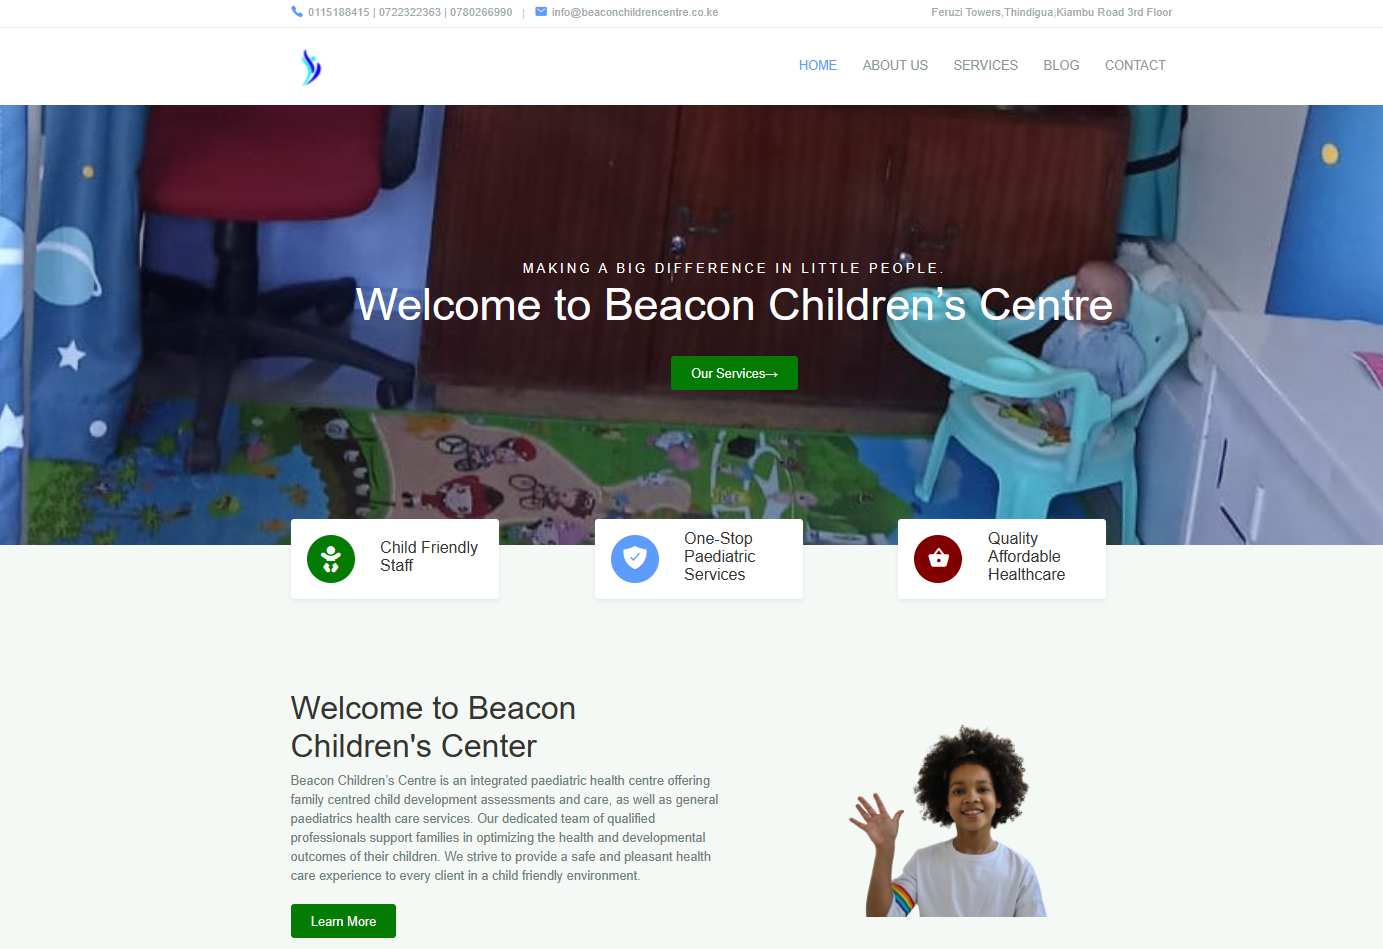 0115188415 | 0722322363 | 0780266990 | info@beaconchildrencentre.co.ke
Feruzi Towers,Thindigua,Kiambu Road 3rd Floor
HOME ABOUT US SERVICES BLOG CONTACT
MAKING A BIG DIFFERENCE IN LITTLE PEOPLE.
Welcome to Beacon Children’s Centre
Our Services→
Child Friendly
Staff
One-Stop
Paediatric
Services
Quality
Affordable
Healthcare
Welcome to Beacon
Children's Center
Beacon Children’s Centre is an integrated paediatric health centre offering
family centred child development assessments and care, as well as general
paediatrics health care services. Our dedicated team of qualified
professionals support families in optimizing the health and developmental
outcomes of their children. We strive to provide a safe and pleasant health
care experience to every client in a child friendly environment.
Learn More